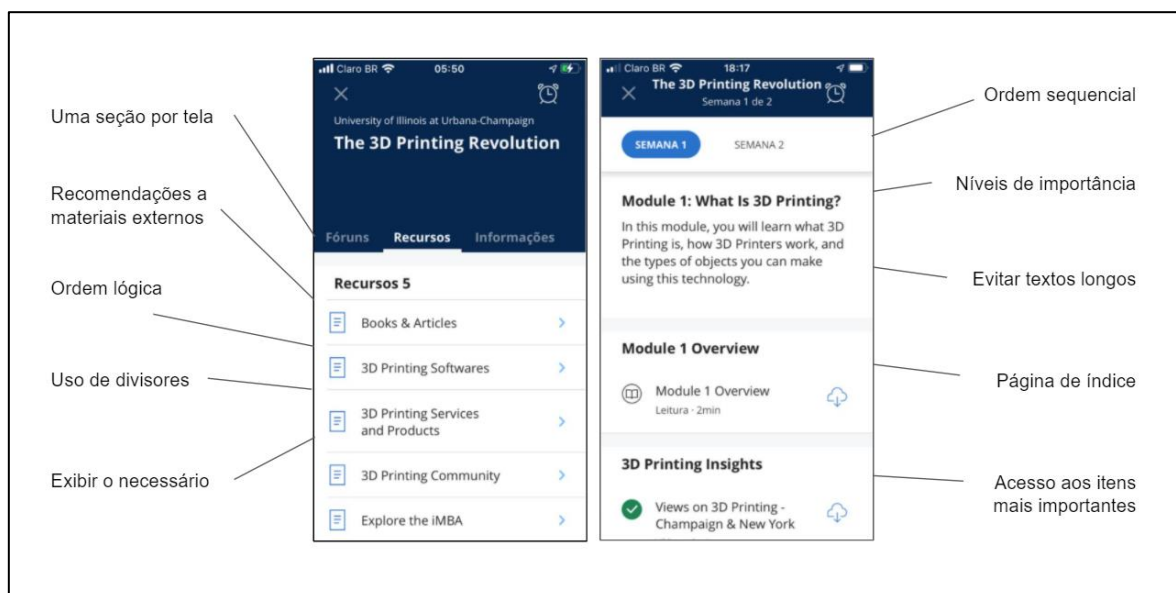 Uma seção por tela
Recomendações a
materiais externos
Ordem lógica
Uso de divisores
Exibir o necessário
Claro BR
05:50
University of Illinois at Urbana-Champaign
The 3D Printing Revolution
Fóruns Recursos Informações
Recursos 5
Books & Articles
3D Printing Softwares
3D Printing Services
and Products
3D Printing Community
Explore the iMBA
Claro BR
18:17
The 3D Printing Revolution
Semana 1 de 2
SEMANA 1 SEMANA 2
Module 1: What Is 3D Printing?
In this module, you will learn what 3D
Printing is, how 3D Printers work, and
the types of objects you can make
using this technology.
Module 1 Overview
Module 1 Overview
Leitura · 2min
3D Printing Insights
Views on 3D Printing -
Champaign & New York
Ordem sequencial
Níveis de importância
Evitar textos longos
Página de índice
Acesso aos itens
mais importantes